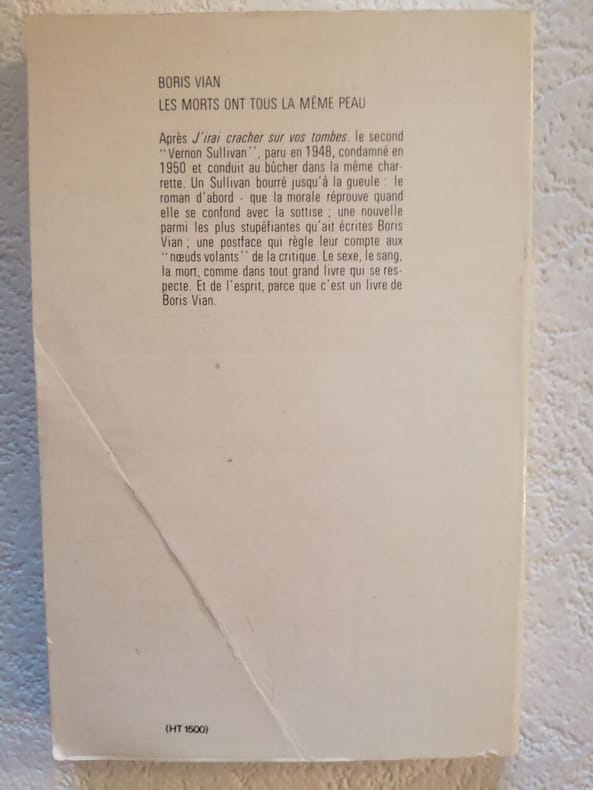 BORIS VIAN
LES MORTS ONT TOUS LA MÊME PEAU
Après J'irai cracher sur vos tombes, le second
"Vernon Sullivan", paru en 1948, condamné en
1950 et conduit au bûcher dans la même char-
rette. Un Sullivan bourré jusqu'à la gueule : le
roman d'abord - que la morale réprouve quand
elle se confond avec la sottise ; une nouvelle
parmi les plus stupéfiantes qu'ait écrites Boris
Vian ; une postface qui règle leur compte aux
"nœuds volants" de la critique. Le sexe, le sang,
la mort, comme dans tout grand livre qui se res-
pecte. Et de l'esprit, parce que c'est un livre de
Boris Vian.
(HT 1500)